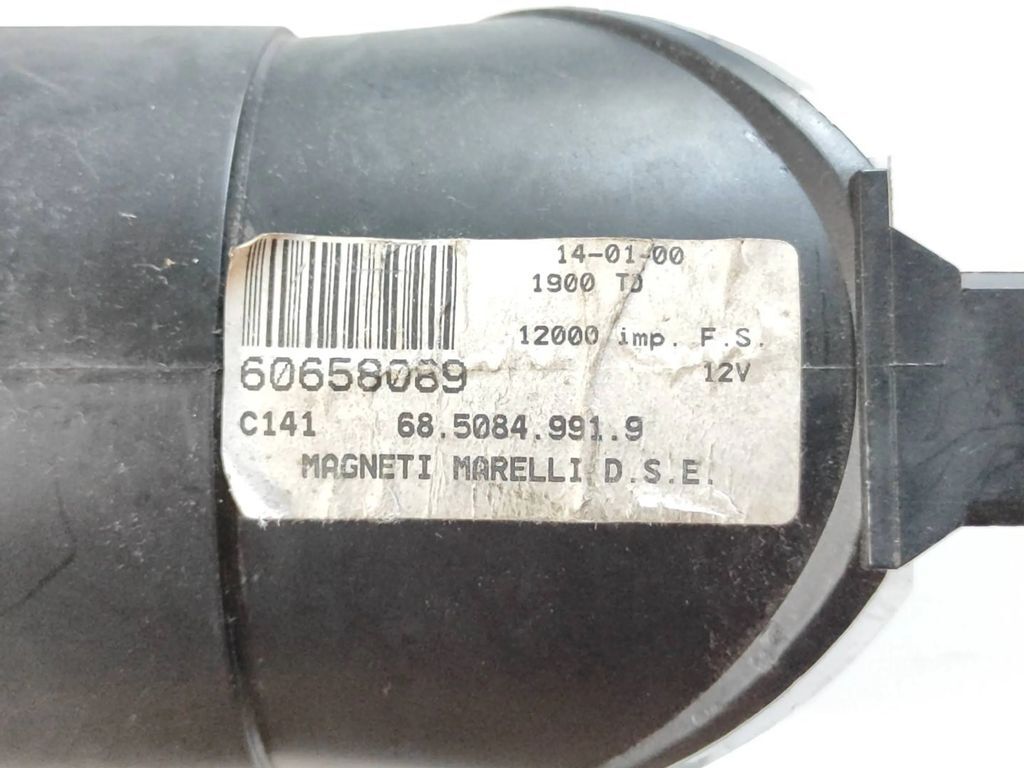 14-01-00
1900 TD
12000 imp. F.S.
60658089
12V
C141 68.5084.991.9
MAGNETI MARELLI D.S.E.